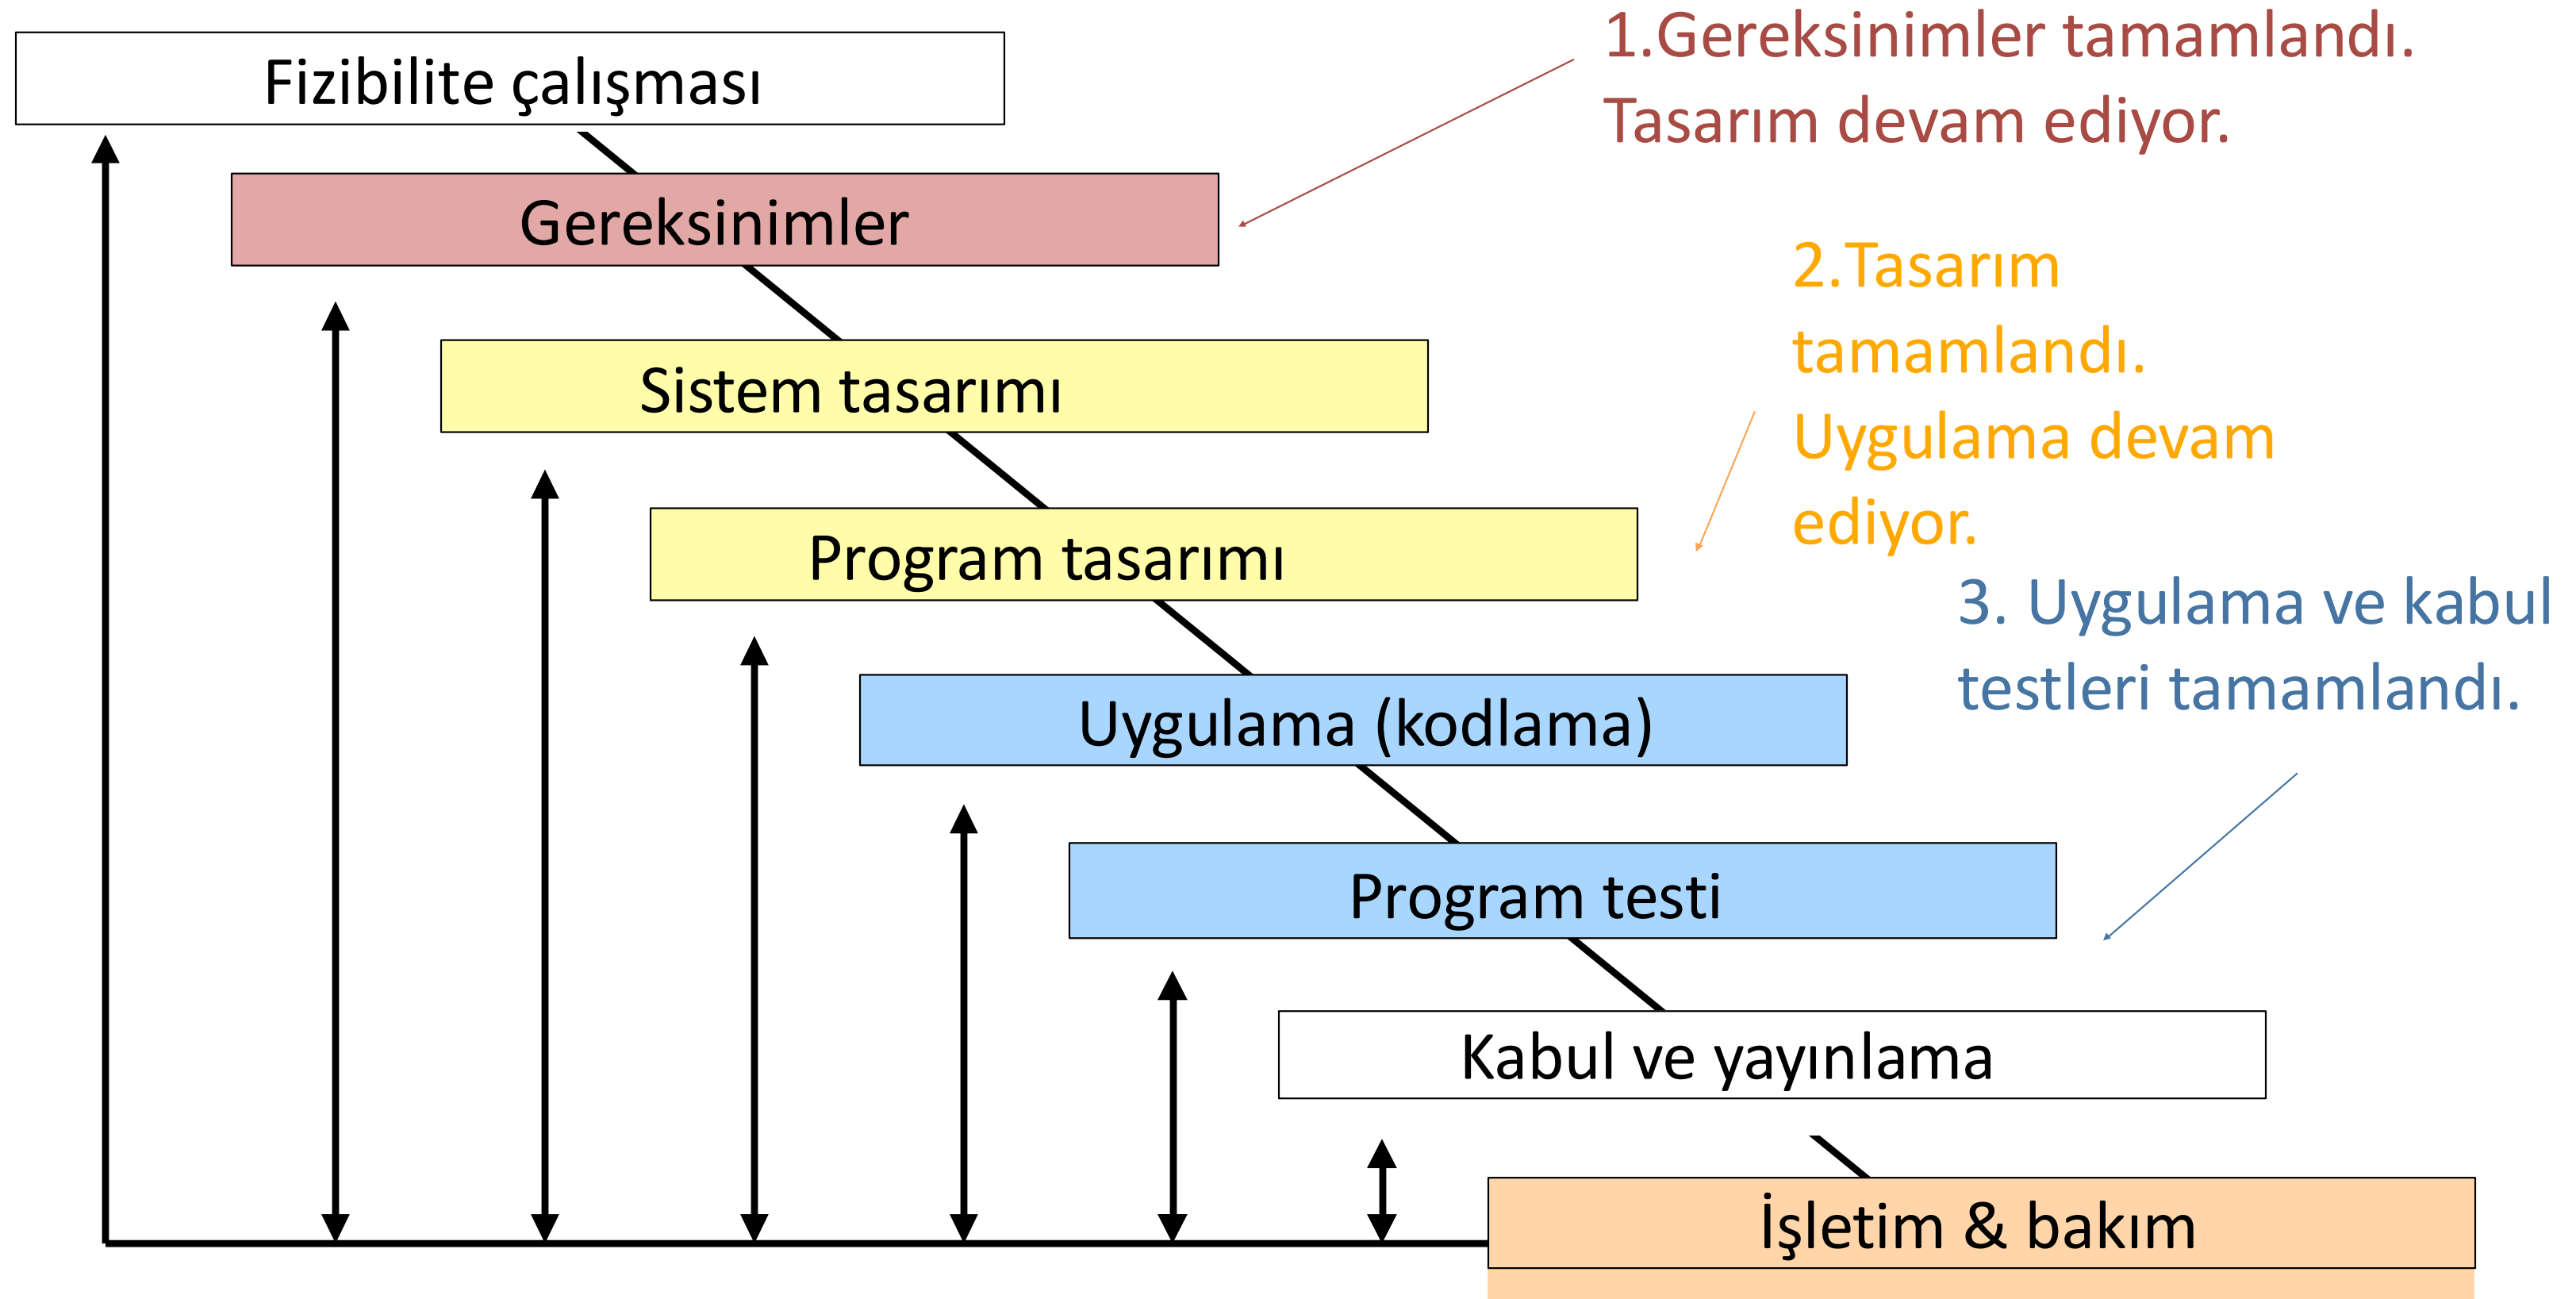 Fizibilite çalışması
1.Gereksinimler tamamlandı.
Tasarım devam ediyor.
Gereksinimler
2.Tasarım
tamamlandı.
Uygulama devam
ediyor.
Sistem tasarımı
Program tasarımı
3. Uygulama ve kabul
testleri tamamlandı.
Uygulama (kodlama)
Program testi
Kabul ve yayınlama
İşletim & bakım